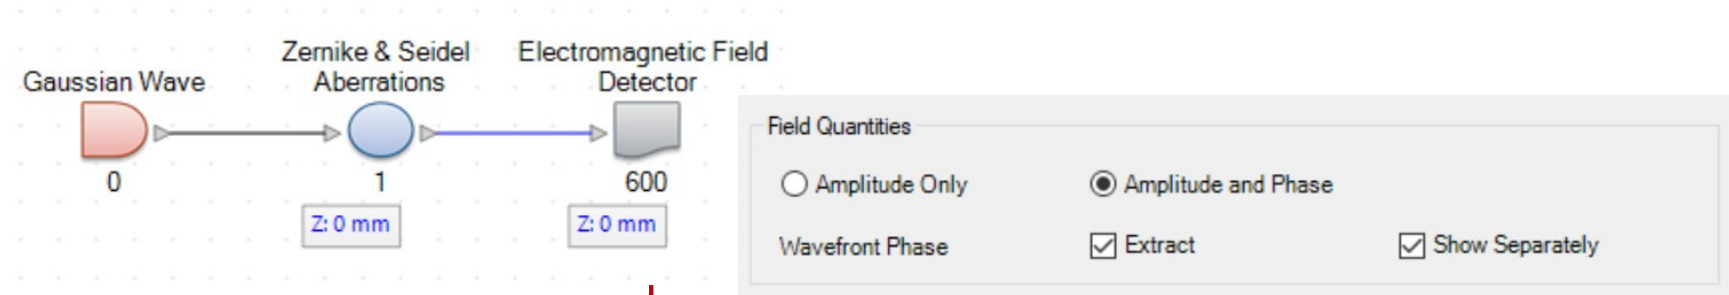 Zernike & Seidel
Aberrations
Electromagnetic Field
Detector
Gaussian Wave
0
1
600
Z: 0 mm
Z: 0 mm
Field Quantities
Amplitude Only
Amplitude and Phase
Wavefront Phase
Extract
Show Separately